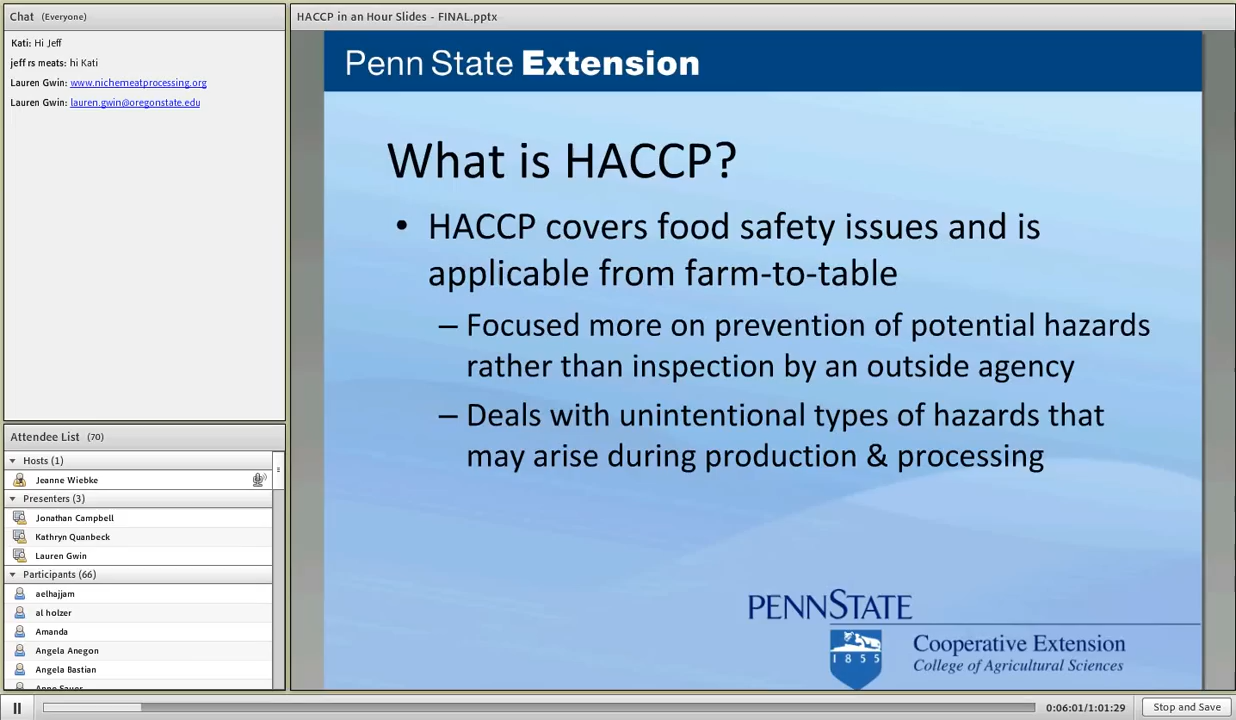 Chat (Everyone)
Kati: Hi Jeff
jeff rs meats: hi Kati
Lauren Gwin: www.nichemeatprocessing.org
Lauren Gwin: lauren.gwin@oregonstate.edu
Attendee List (70)
Hosts (1)
Jeanne Wiebke
Presenters (3)
Jonathan Campbell
Kathryn Quanbeck
Lauren Gwin
Participants (66)
aelhajjam
al holzer
Amanda
Angela Anegon
Angela Bastian
HACCP in an Hour Slides - FINAL.pptx
Penn State Extension
What is HACCP?
• HACCP covers food safety issues and is
applicable from farm-to-table
– Focused more on prevention of potential hazards
rather than inspection by an outside agency
– Deals with unintentional types of hazards that
may arise during production & processing
PENNSTATE
1855
Cooperative Extension
College of Agricultural Sciences
0:06:01/1:01:29
Stop and Save